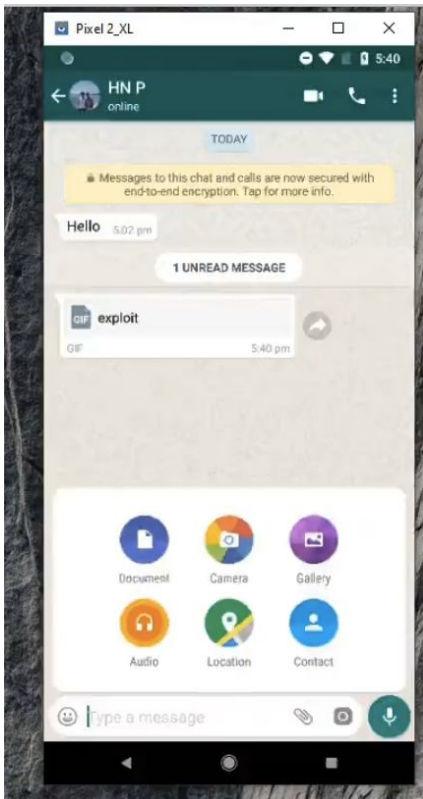 Pixel 2_XL
5:40
HN P
online
TODAY
Messages to this chat and calls are now secured with
end-to-end encryption. Tap for more info.
Hello 5:02 pm
1 UNREAD MESSAGE
GIF exploit
GIF 5:40 pm
Document Camera Gallery
Audio Location Contact
Type a message